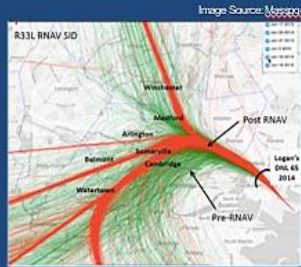 Image Source: Massport
R33L RNAV SID
Winchester
Medford
Post RNAV
Arlington
Somerville
Belmont
Cambridge
Logan's
DNL 65
2014
Watertown
Pre-RNAV